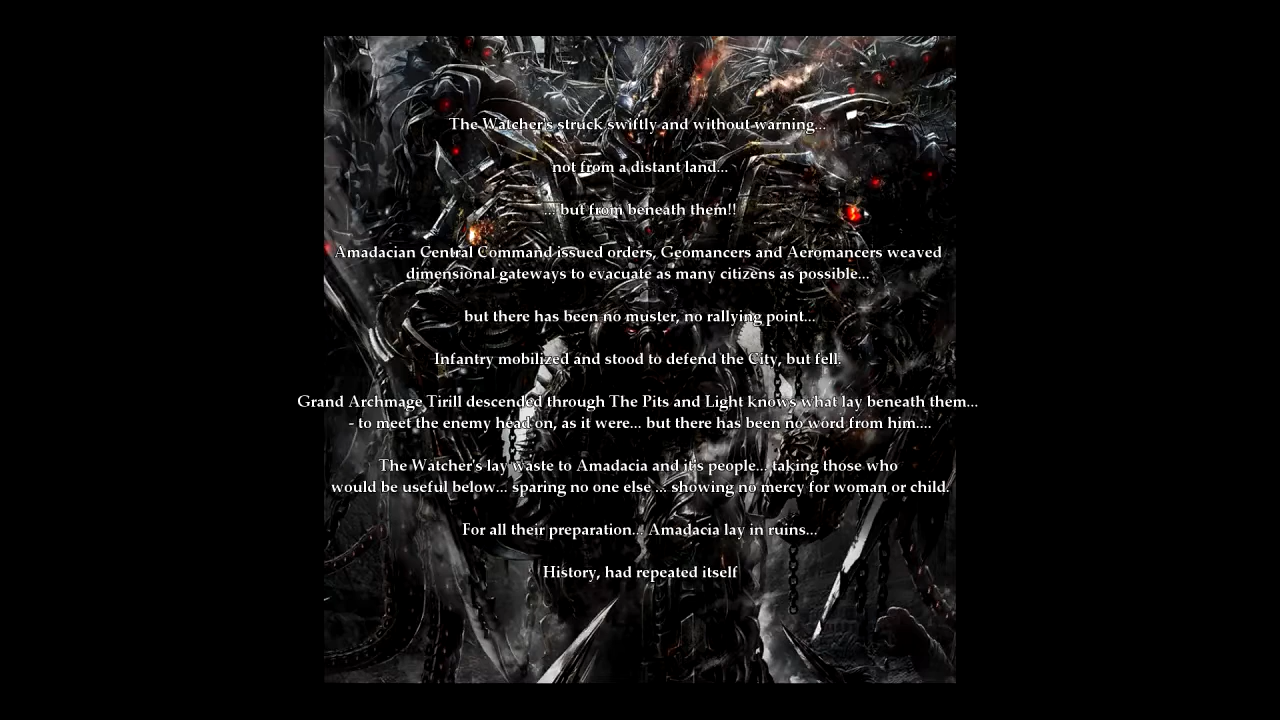 The Watcher's struck swiftly and without warning...
not from a distant land...
... but from beneath them!!
Amadacian Central Command issued orders, Geomancers and Aeromancers weaved
dimensional gateways to evacuate as many citizens as possible...
but there has been no muster, no rallying point...
Infantry mobilized and stood to defend the City, but fell.
Grand Archmage Tirill descended through The Pits and Light knows what lay beneath them...
- to meet the enemy head on, as it were... but there has been no word from him....
The Watcher's lay waste to Amadacia and it's people... taking those who
would be useful below... sparing no one else ... showing no mercy for woman or child.
For all their preparation... Amadacia lay in ruins...
History, had repeated itself